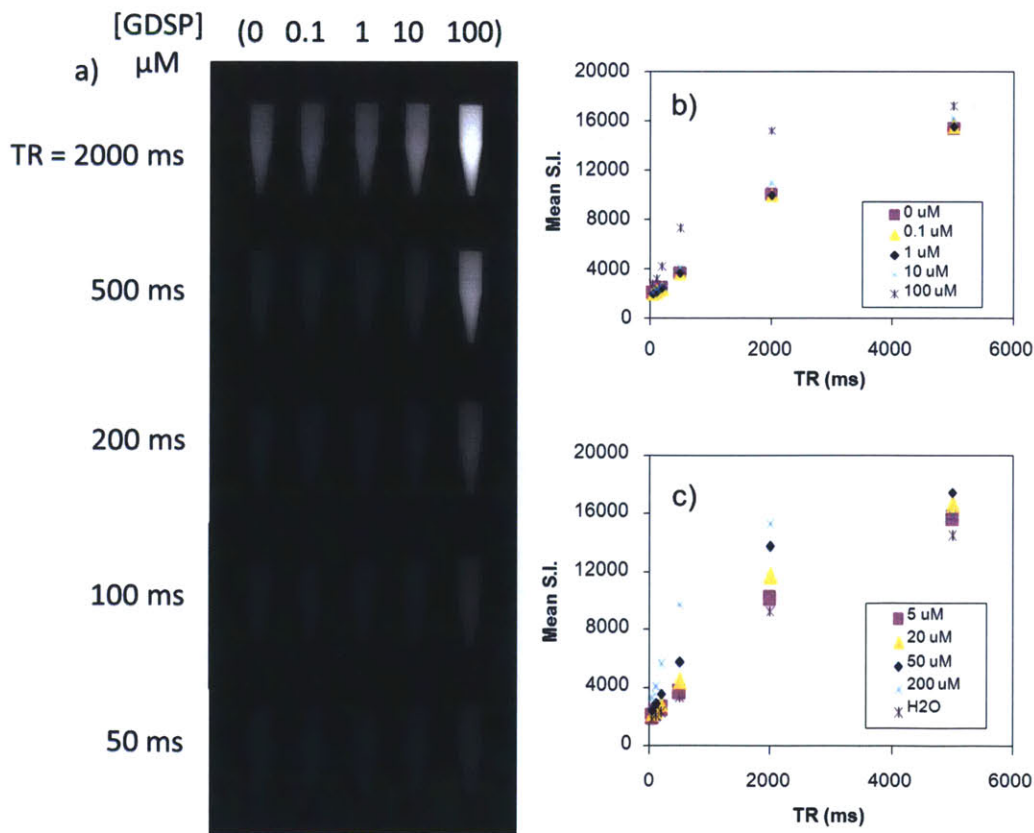 [GDSP] (0 0.1 1 10 100)
μM
a)
TR = 2000 ms
500 ms
200 ms
100 ms
50 ms
b)
20000
16000
12000
8000
4000
0
Mean S.I.
0 uM
0.1 uM
1 uM
10 uM
100 uM
0 2000 4000 6000
TR (ms)
c)
20000
16000
12000
8000
4000
0
Mean S.I.
5 uM
20 uM
50 uM
200 uM
H2O
0 2000 4000 6000
TR (ms)